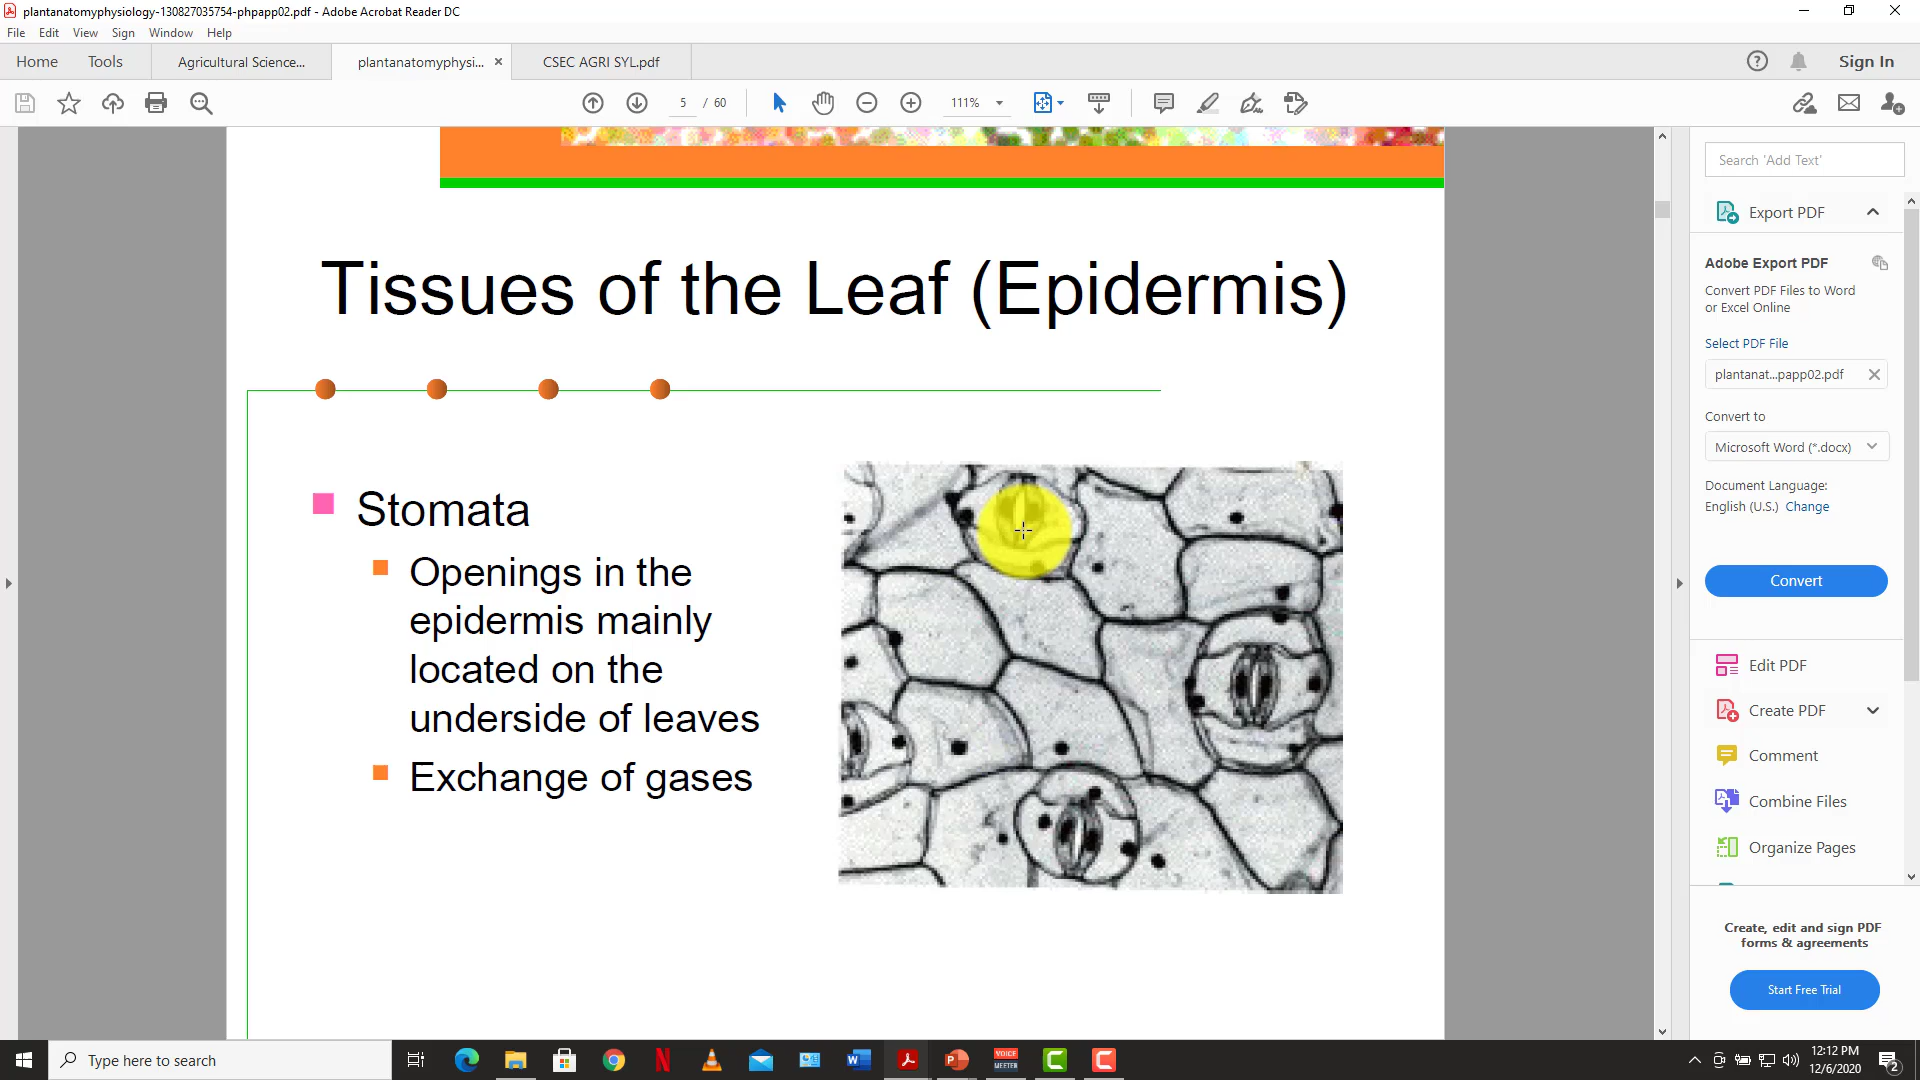 plantanatomyphysiology-130827035754-phpapp02.pdf - Adobe Acrobat Reader DC
File Edit View Sign Window Help
Home Tools Agricultural Science... plantanatomyphysi... CSEC AGRI SYL.pdf Sign In
5 / 60 111%
Search 'Add Text'
Export PDF
Adobe Export PDF
Convert PDF Files to Word
or Excel Online
Select PDF File
plantanat...papp02.pdf
Convert to
Microsoft Word (*.docx)
Document Language:
English (U.S.) Change
Convert
Edit PDF
Create PDF
Comment
Combine Files
Organize Pages
Create, edit and sign PDF
forms & agreements
Start Free Trial
Tissues of the Leaf (Epidermis)
Stomata
Openings in the
epidermis mainly
located on the
underside of leaves
Exchange of gases
Type here to search
VOICE
MEETER
12:12 PM
12/6/2020
2